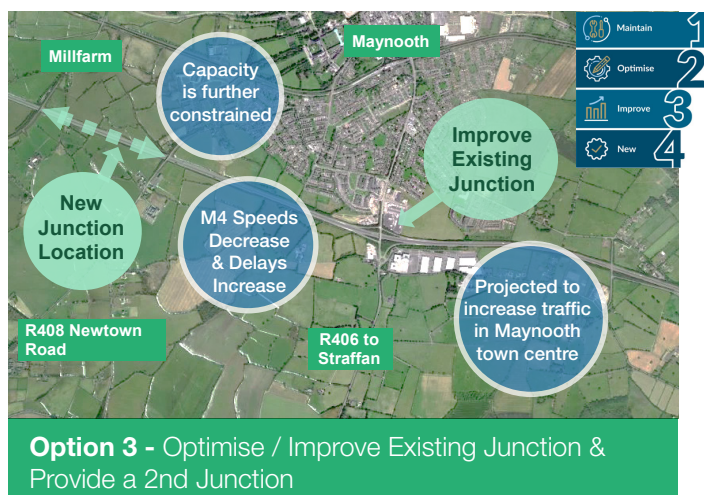 Millfarm
Maynooth
Capacity
is further
constrained
Maintain
1
Optimise
2
Improve
3
New
4
Improve
Existing
Junction
New
Junction
Location
M4 Speeds
Decrease
& Delays
Increase
Projected to
increase traffic
in Maynooth
town centre
R408 Newtown
Road
R406 to
Straffan
Option 3 - Optimise / Improve Existing Junction &
Provide a 2nd Junction